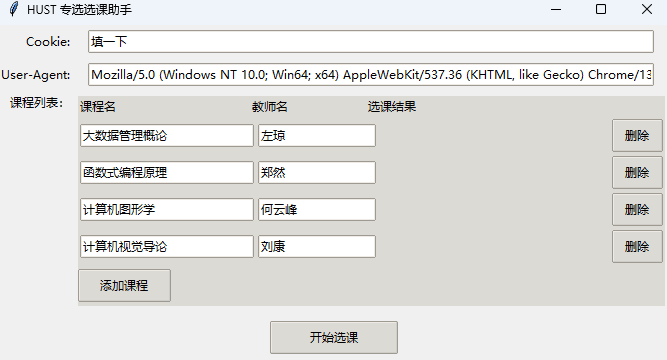 HUST 专选选课助手
Cookie: 填一下
User-Agent: Mozilla/5.0 (Windows NT 10.0; Win64; x64) AppleWebKit/537.36 (KHTML, like Gecko) Chrome/13
课程列表: 课程名 教师名 选课结果
大数据管理概论 左琼 删除
函数式编程原理 郑然 删除
计算机图形学 何云峰 删除
计算机视觉导论 刘康 删除
添加课程
开始选课